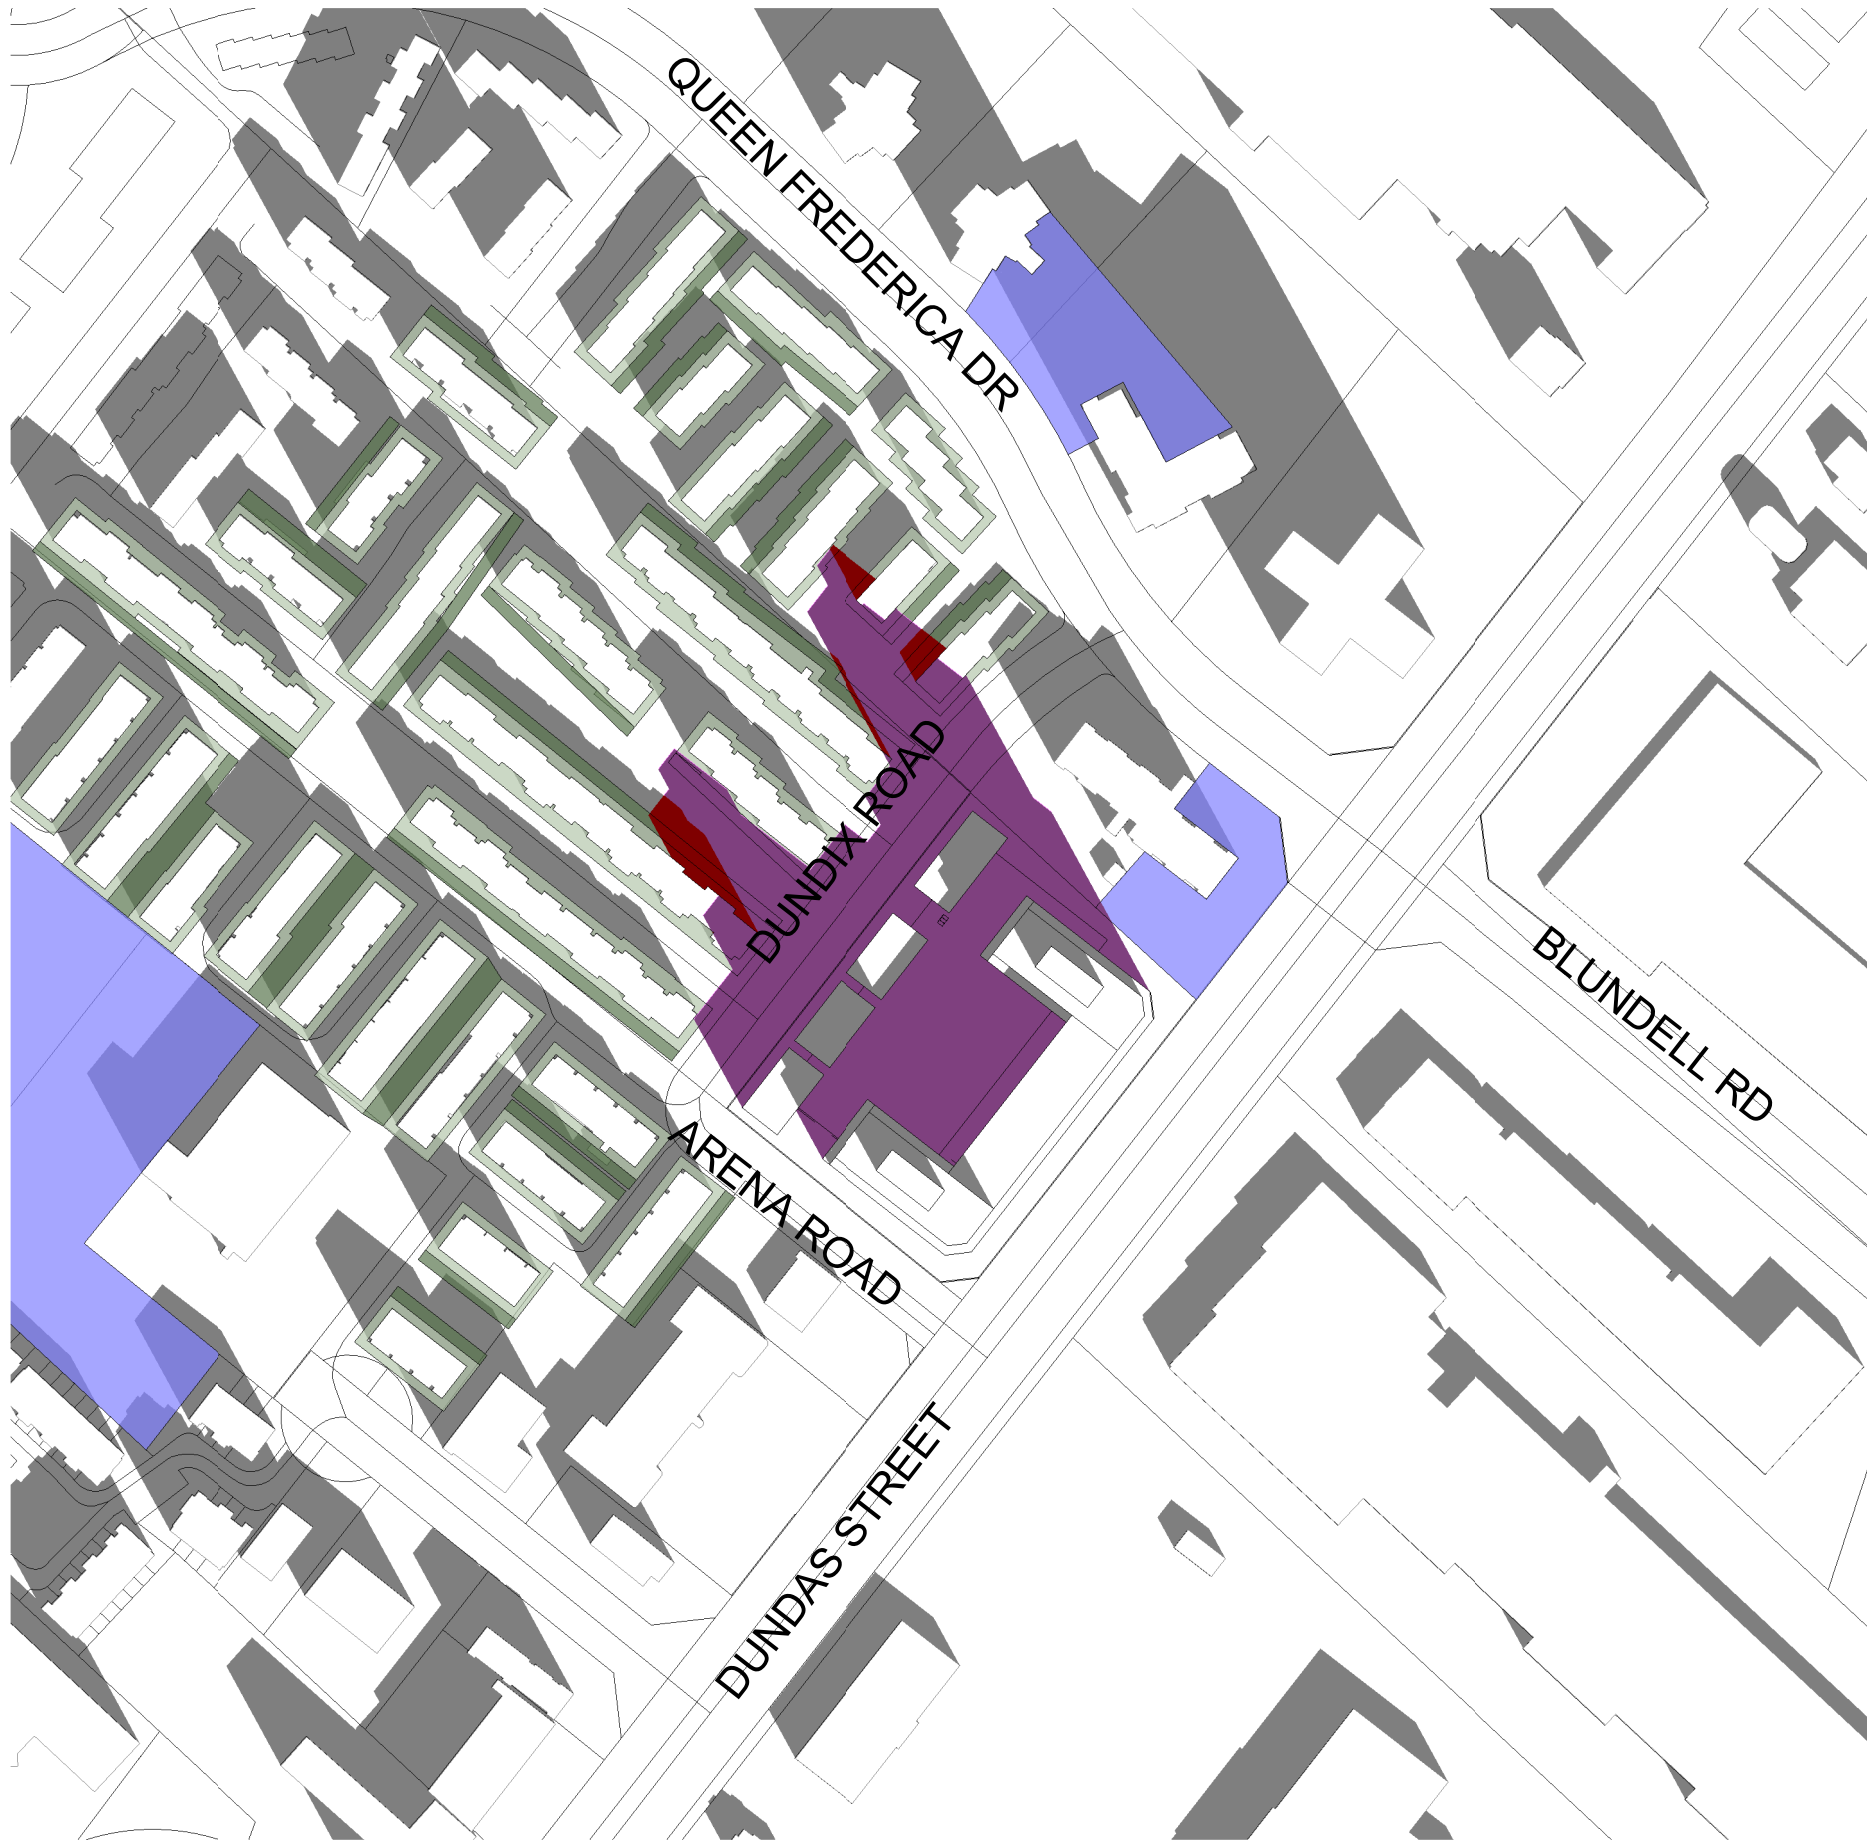 QUEEN FREDERICA DR
DUNDIX ROAD
BLUNDELL RD
ARENA ROAD
DUNDAS STREET